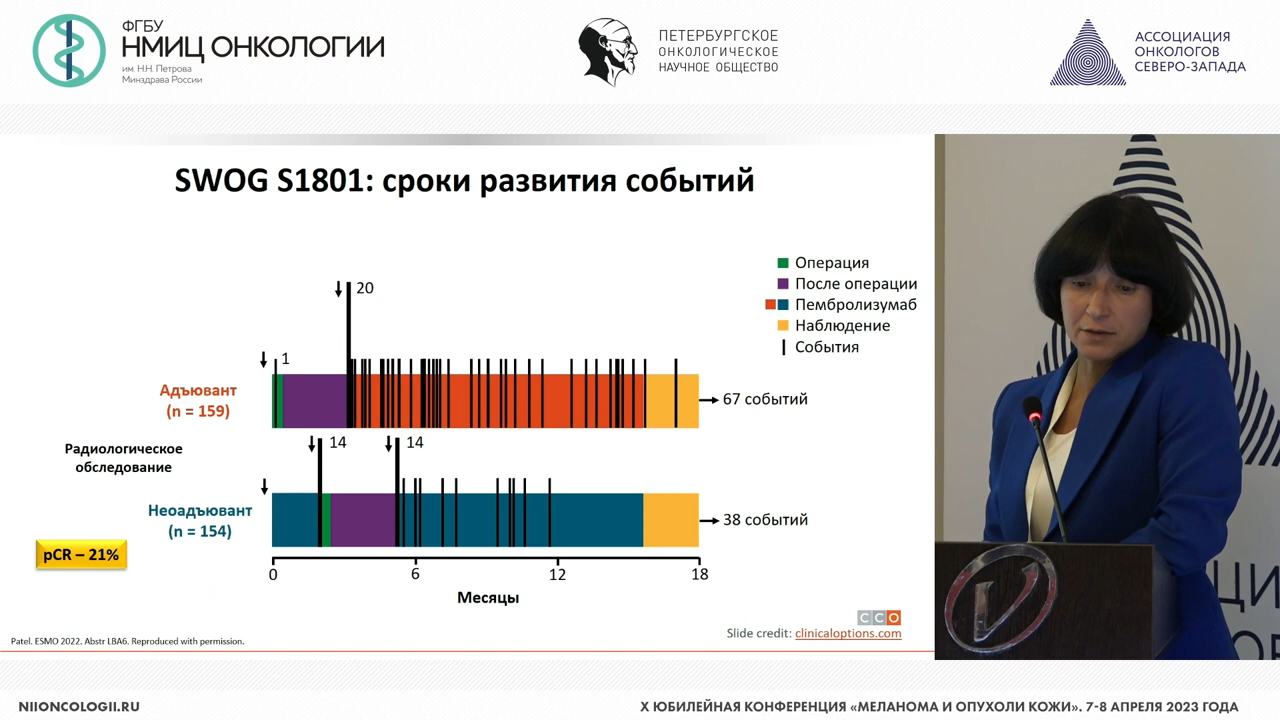 ФГБУ
НМИЦ ОНКОЛОГИИ
им. Н.Н. Петрова
Минздрава России
ПЕТЕРБУРГСКОЕ
ОНКОЛОГИЧЕСКОЕ
НАУЧНОЕ ОБЩЕСТВО
АССОЦИАЦИЯ
ОНКОЛОГОВ
СЕВЕРО-ЗАПАДА
SWOG S1801: сроки развития событий
Операция
После операции
Пембролизумаб
Наблюдение
События
20
1
Адъювант
(n = 159)
67 событий
Радиологическое
обследование
14
14
Неоадъювант
(n = 154)
38 событий
pCR – 21%
0
6
12
18
Месяцы
CCO
Slide credit: clinicaloptions.com
Patel. ESMO 2022. Abstr LBA6. Reproduced with permission.
NIIONCOLOGII.RU
X ЮБИЛЕЙНАЯ КОНФЕРЕНЦИЯ «МЕЛАНОМА И ОПУХОЛИ КОЖИ». 7-8 АПРЕЛЯ 2023 ГОДА